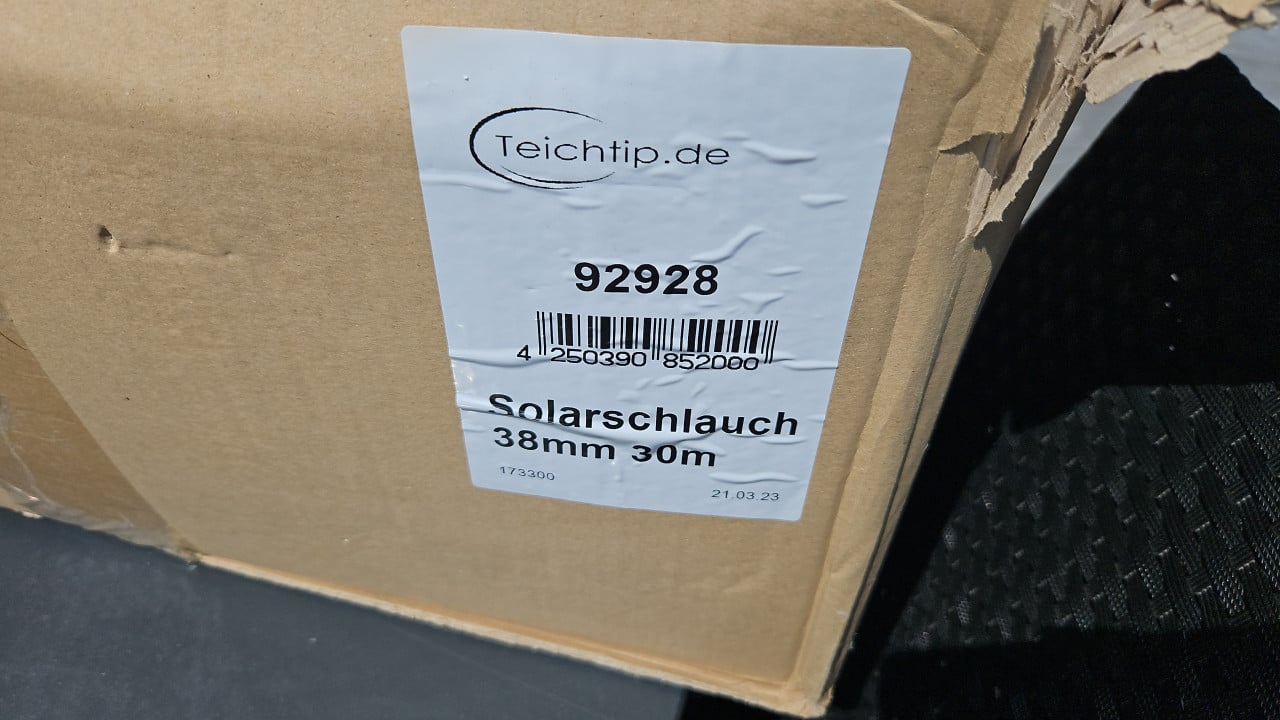 Teichtip.de
92928
4 250390 852000
Solarschlauch
38mm 30m
173300
21.03.23